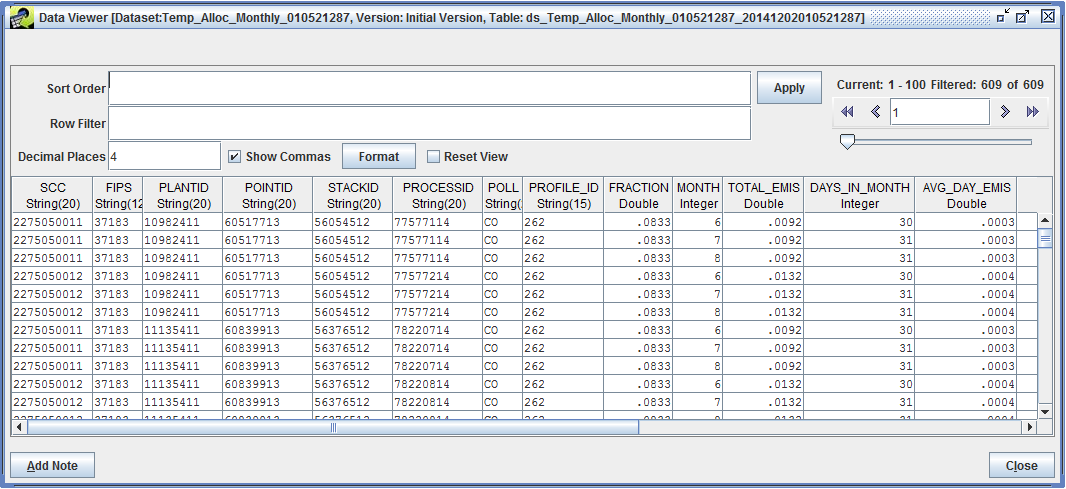 Data Viewer [Dataset:Temp_Alloc_Monthly_010521287, Version: Initial Version, Table: ds_Temp_Alloc_Monthly_010521287_20141202010521287]
Sort Order Apply Current: 1 - 100 Filtered: 609 of 609
Row Filter 1
Decimal Places 4 Show Commas Format Reset View
SCC FIPS PLANTID POINTID STACKID PROCESSID POLL PROFILE_ID FRACTION MONTH TOTAL_EMIS DAYS_IN_MONTH AVG_DAY_EMIS
String(20) String(12 String(20) String(20) String(20) String(20) String( String(15) Double Integer Double Integer Double
2275050011 37183 10982411 60517713 56054512 77577114 CO 262 .0833 6 .0092 30 .0003
2275050011 37183 10982411 60517713 56054512 77577114 CO 262 .0833 7 .0092 31 .0003
2275050011 37183 10982411 60517713 56054512 77577114 CO 262 .0833 8 .0092 31 .0003
2275050012 37183 10982411 60517713 56054512 77577214 CO 262 .0833 6 .0132 30 .0004
2275050012 37183 10982411 60517713 56054512 77577214 CO 262 .0833 7 .0132 31 .0004
2275050012 37183 10982411 60517713 56054512 77577214 CO 262 .0833 8 .0132 31 .0004
2275050011 37183 11135411 60839913 56376512 78220714 CO 262 .0833 6 .0092 30 .0003
2275050011 37183 11135411 60839913 56376512 78220714 CO 262 .0833 7 .0092 31 .0003
2275050011 37183 11135411 60839913 56376512 78220714 CO 262 .0833 8 .0092 31 .0003
2275050012 37183 11135411 60839913 56376512 78220814 CO 262 .0833 6 .0132 30 .0004
2275050012 37183 11135411 60839913 56376512 78220814 CO 262 .0833 7 .0132 31 .0004
Add Note Close